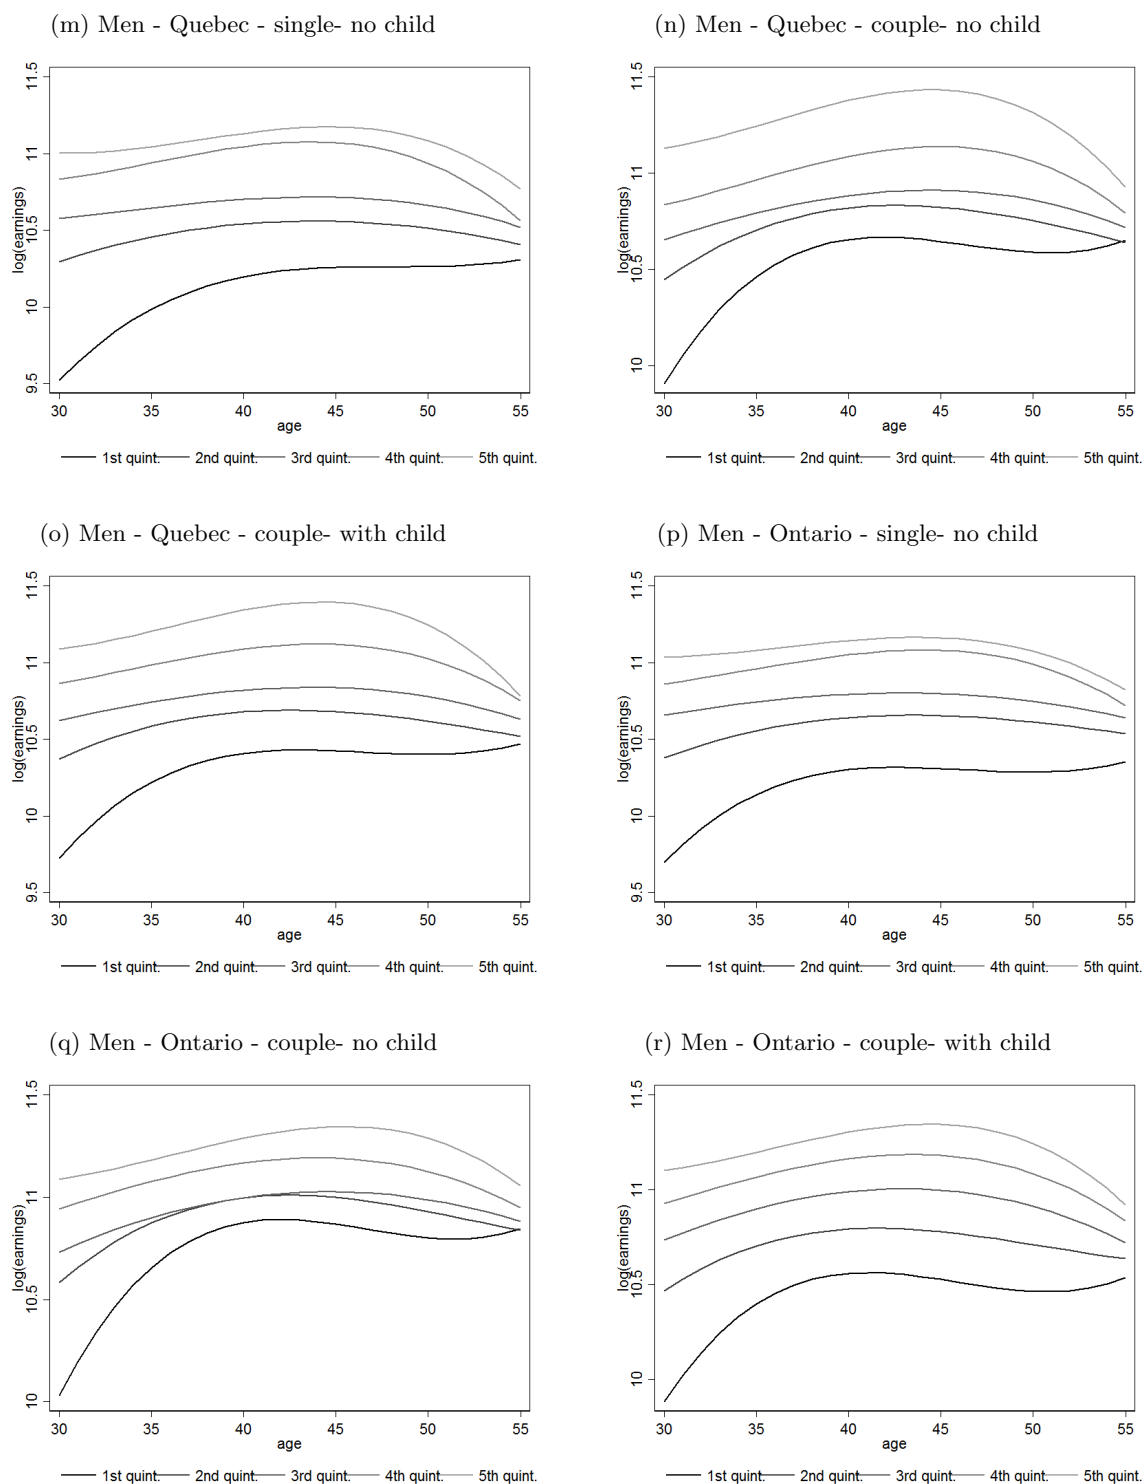 (m) Men - Quebec - single- no child
11.5
11
10.5
10
9.5
log(earnings)
30 35 40 45 50 55
age
1st quint. 2nd quint. 3rd quint. 4th quint. 5th quint.
(n) Men - Quebec - couple- no child
11.5
11
10.5
10
log(earnings)
30 35 40 45 50 55
age
1st quint. 2nd quint. 3rd quint. 4th quint. 5th quint.
(o) Men - Quebec - couple- with child
11.5
11
10.5
10
9.5
log(earnings)
30 35 40 45 50 55
age
1st quint. 2nd quint. 3rd quint. 4th quint. 5th quint.
(p) Men - Ontario - single- no child
11.5
11
10.5
10
9.5
log(earnings)
30 35 40 45 50 55
age
1st quint. 2nd quint. 3rd quint. 4th quint. 5th quint.
(q) Men - Ontario - couple- no child
11.5
11
10.5
10
log(earnings)
30 35 40 45 50 55
age
1st quint. 2nd quint. 3rd quint. 4th quint. 5th quint.
(r) Men - Ontario - couple- with child
11.5
11
10.5
10
log(earnings)
30 35 40 45 50 55
age
1st quint. 2nd quint. 3rd quint. 4th quint. 5th quint.